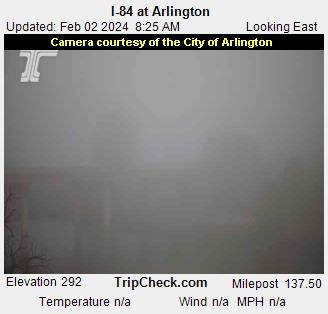 I-84 at Arlington
Updated: Feb 02 2024 8:25 AM Looking East
Camera courtesy of the City of Arlington
Elevation 292 TripCheck.com Milepost 137.50
Temperature n/a Wind n/a MPH n/a